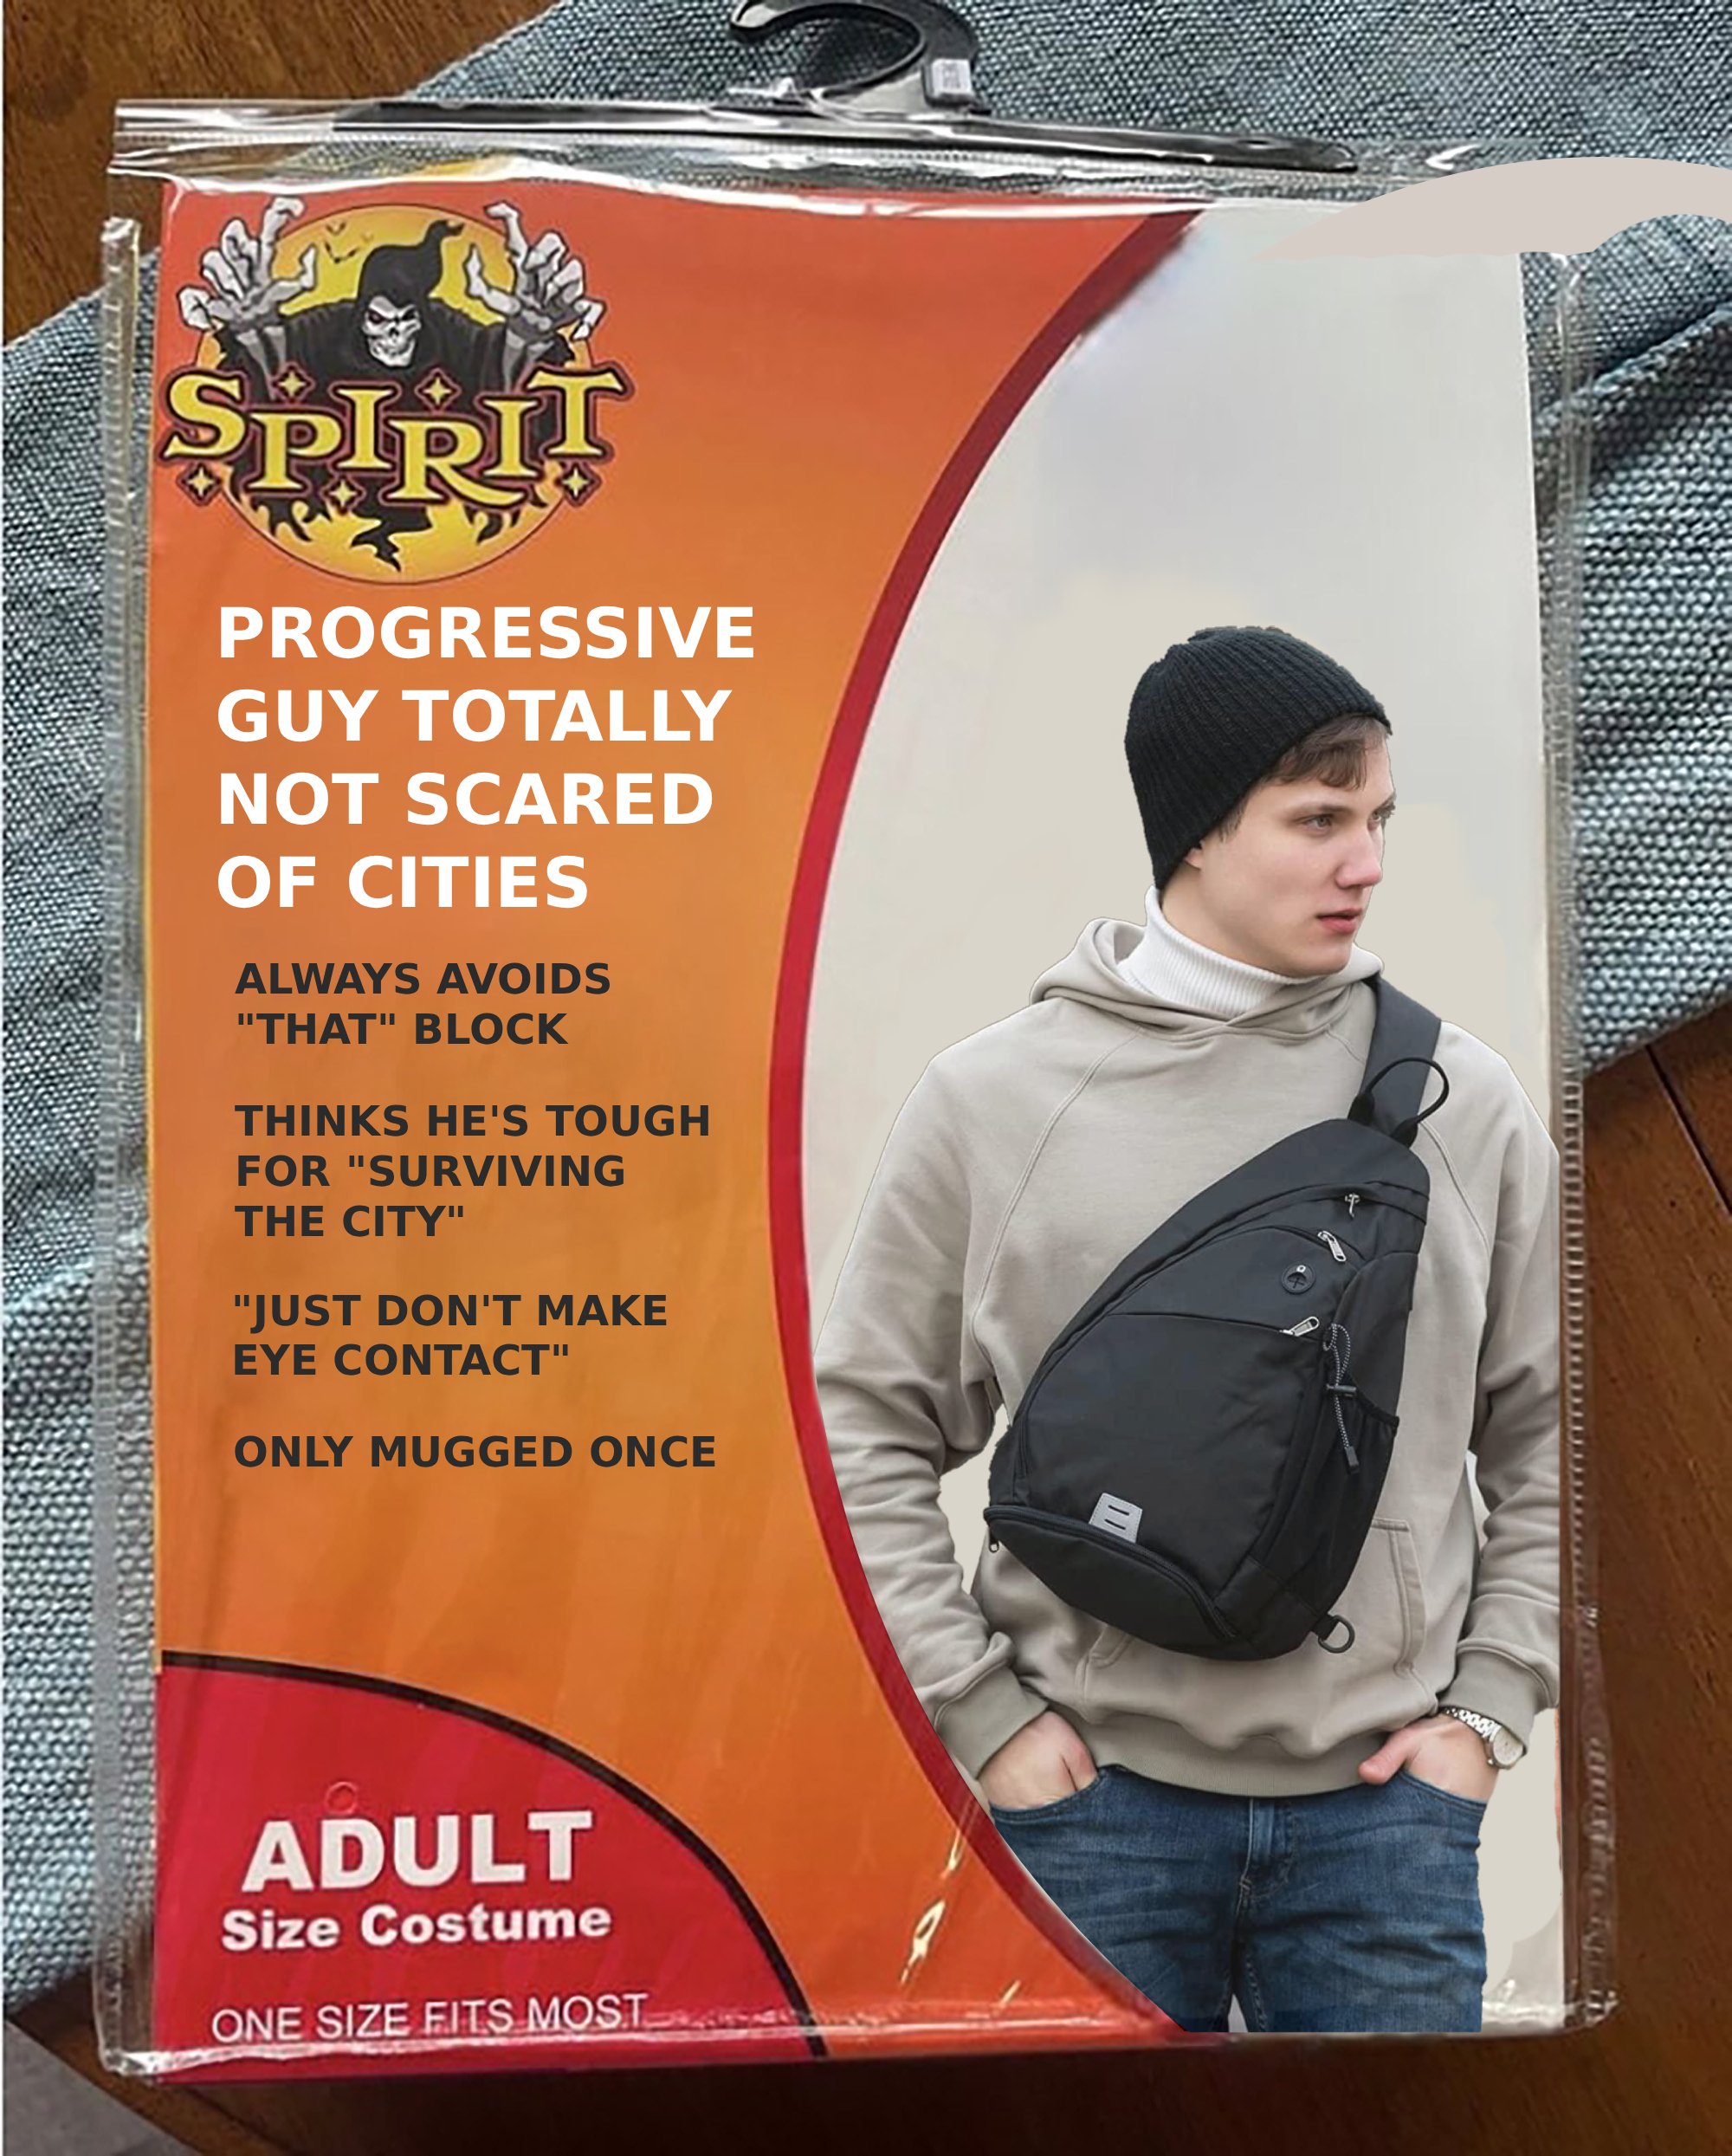 SPIRIT
PROGRESSIVE
GUY TOTALLY
NOT SCARED
OF CITIES
ALWAYS AVOIDS
"THAT" BLOCK
THINKS HE'S TOUGH
FOR "SURVIVING
THE CITY"
"JUST DON'T MAKE
EYE CONTACT"
ONLY MUGGED ONCE
ADULT
Size Costume
ONE SIZE FITS MOST